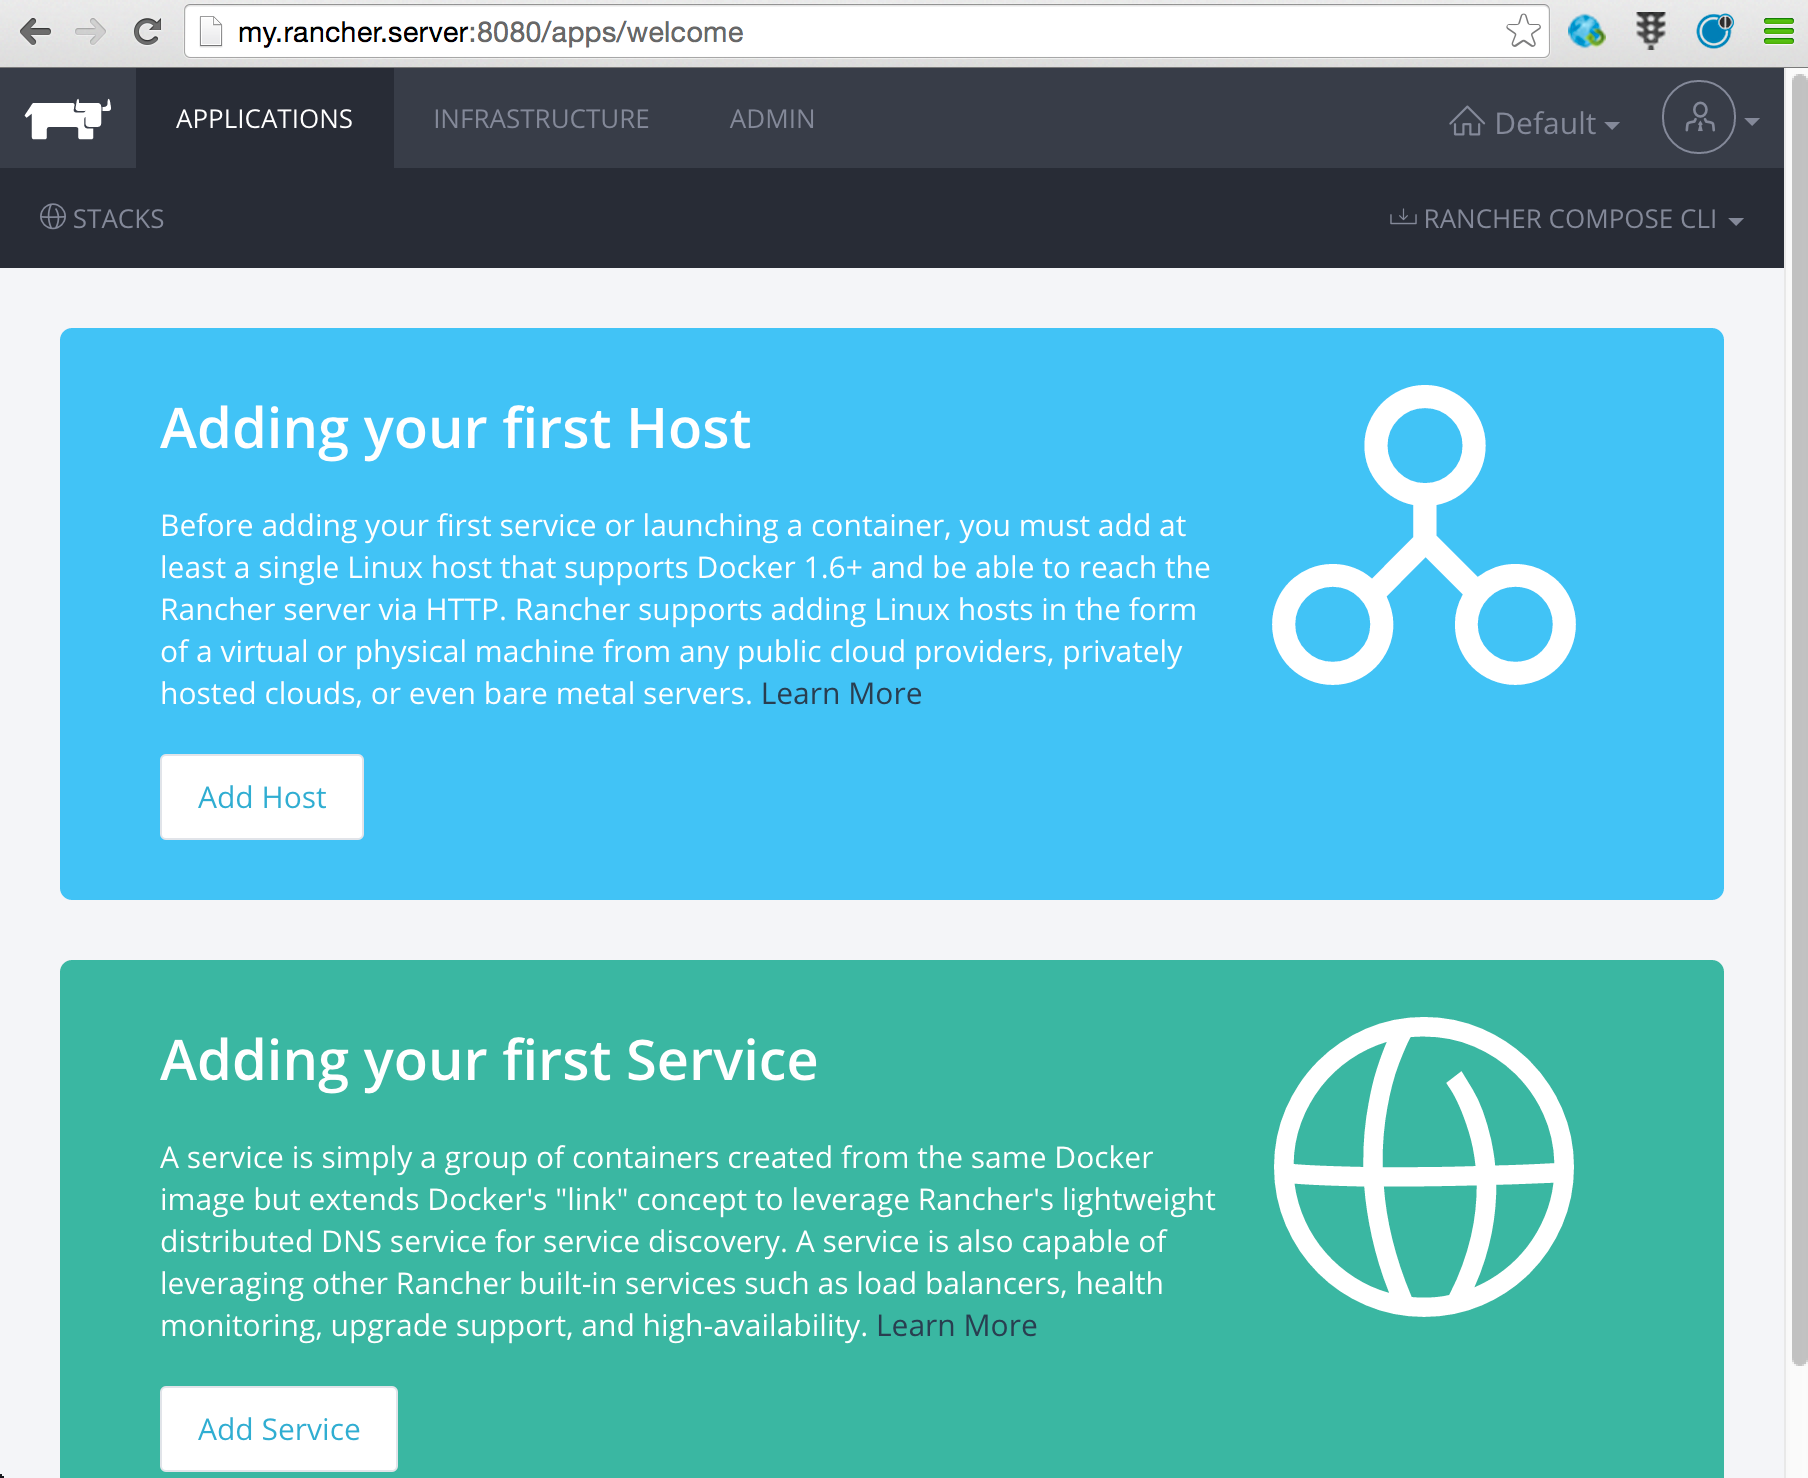 my.rancher.server:8080/apps/welcome
APPLICATIONS INFRASTRUCTURE ADMIN Default
STACKS RANCHER COMPOSE CLI
Adding your first Host
Before adding your first service or launching a container, you must add at
least a single Linux host that supports Docker 1.6+ and be able to reach the
Rancher server via HTTP. Rancher supports adding Linux hosts in the form
of a virtual or physical machine from any public cloud providers, privately
hosted clouds, or even bare metal servers. Learn More
Add Host
Adding your first Service
A service is simply a group of containers created from the same Docker
image but extends Docker's "link" concept to leverage Rancher's lightweight
distributed DNS service for service discovery. A service is also capable of
leveraging other Rancher built-in services such as load balancers, health
monitoring, upgrade support, and high-availability. Learn More
Add Service